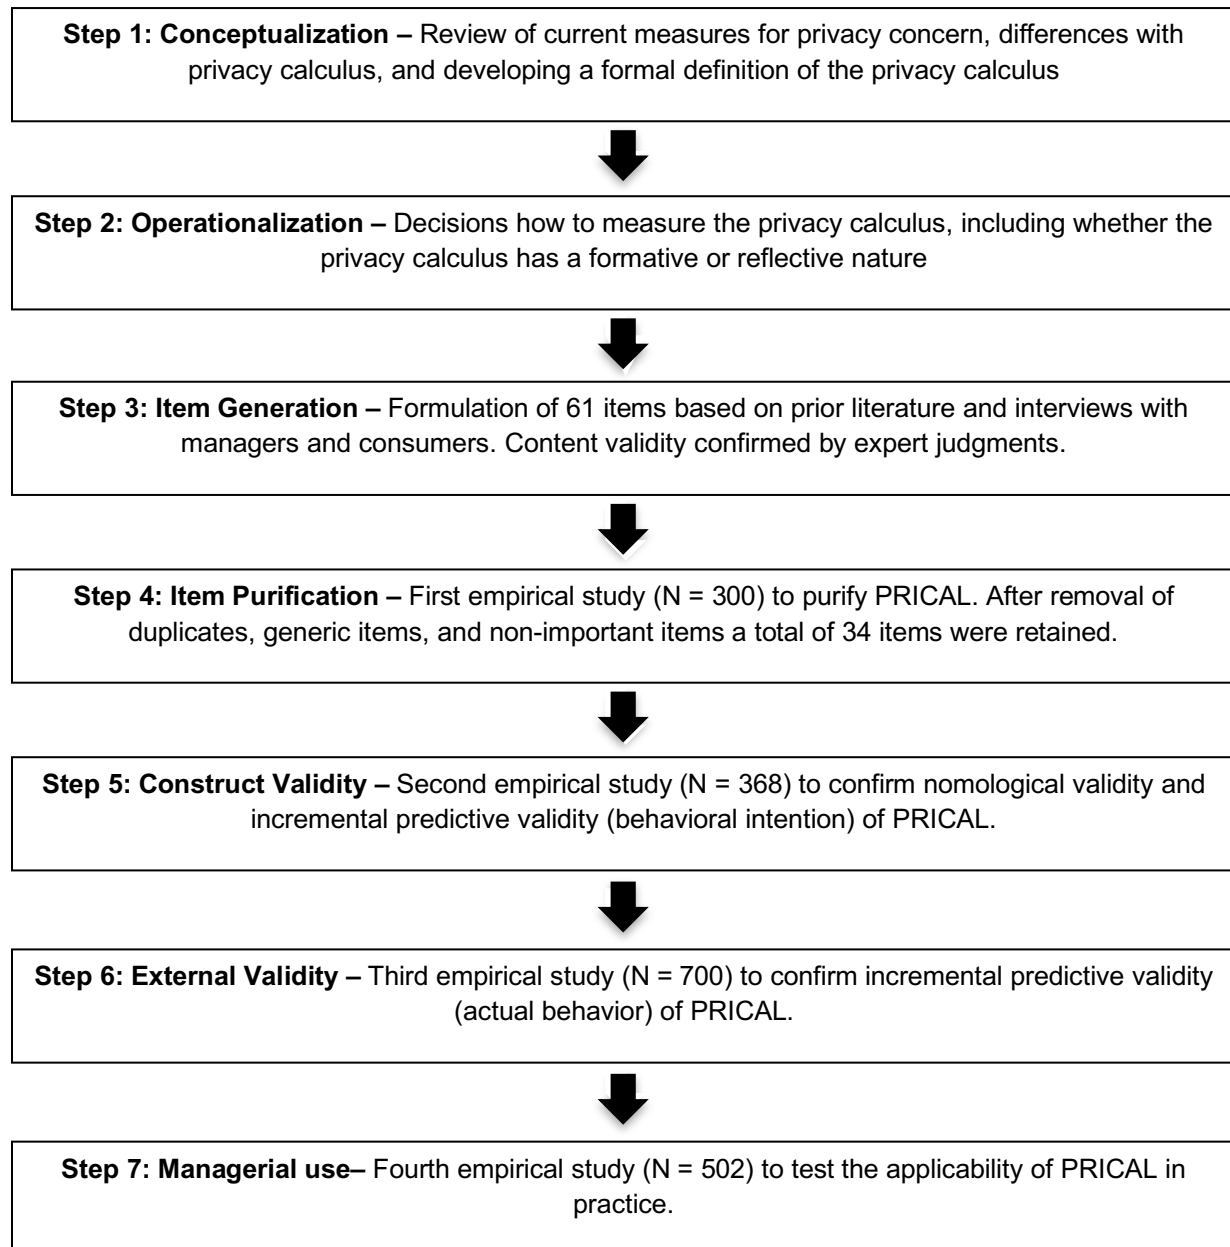 Step 1: Conceptualization – Review of current measures for privacy concern, differences with
privacy calculus, and developing a formal definition of the privacy calculus
Step 2: Operationalization – Decisions how to measure the privacy calculus, including whether the
privacy calculus has a formative or reflective nature
Step 3: Item Generation – Formulation of 61 items based on prior literature and interviews with
managers and consumers. Content validity confirmed by expert judgments.
Step 4: Item Purification – First empirical study (N = 300) to purify PRICAL. After removal of
duplicates, generic items, and non-important items a total of 34 items were retained.
Step 5: Construct Validity – Second empirical study (N = 368) to confirm nomological validity and
incremental predictive validity (behavioral intention) of PRICAL.
Step 6: External Validity – Third empirical study (N = 700) to confirm incremental predictive validity
(actual behavior) of PRICAL.
Step 7: Managerial use– Fourth empirical study (N = 502) to test the applicability of PRICAL in
practice.